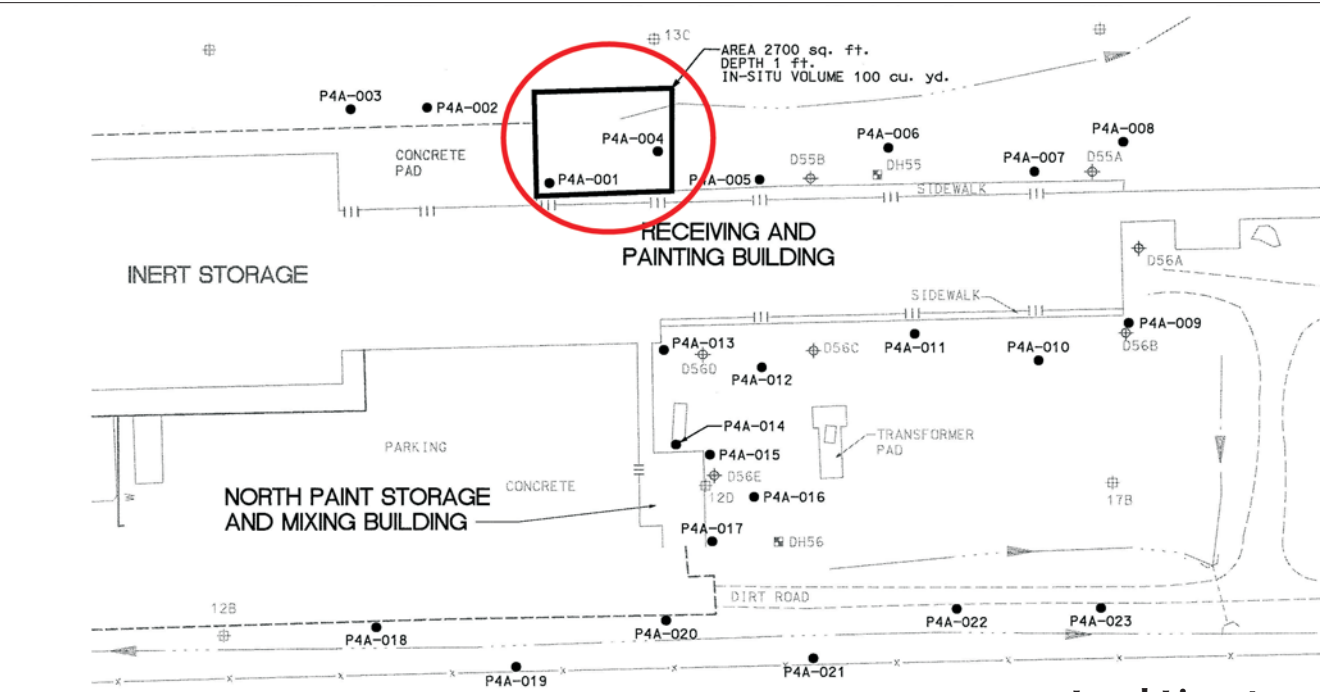 13C
AREA 2700 sq. ft.
DEPTH 1 ft.
IN-SITU VOLUME 100 cu. yd.
P4A-003
P4A-002
P4A-004
P4A-006
P4A-008
CONCRETE
PAD
P4A-001
P4A-005
D55B
DH55
P4A-007
D55A
SIDEWALK
RECEIVING AND
PAINTING BUILDING
INERT STORAGE
D56A
SIDEWALK
P4A-009
P4A-013
D56D
D56C
P4A-011
P4A-010
D56B
P4A-012
P4A-014
TRANSFORMER
PAD
PARKING
P4A-015
D56E
12D
P4A-016
17B
W
CONCRETE
NORTH PAINT STORAGE
AND MIXING BUILDING
P4A-017
DH56
DIRT ROAD
12B
P4A-018
P4A-020
P4A-022
P4A-023
P4A-019
P4A-021